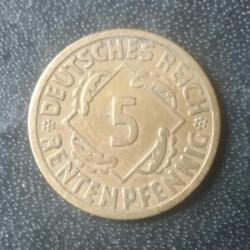 DEUTSCHES REICH
5
RENTENPFENNIG